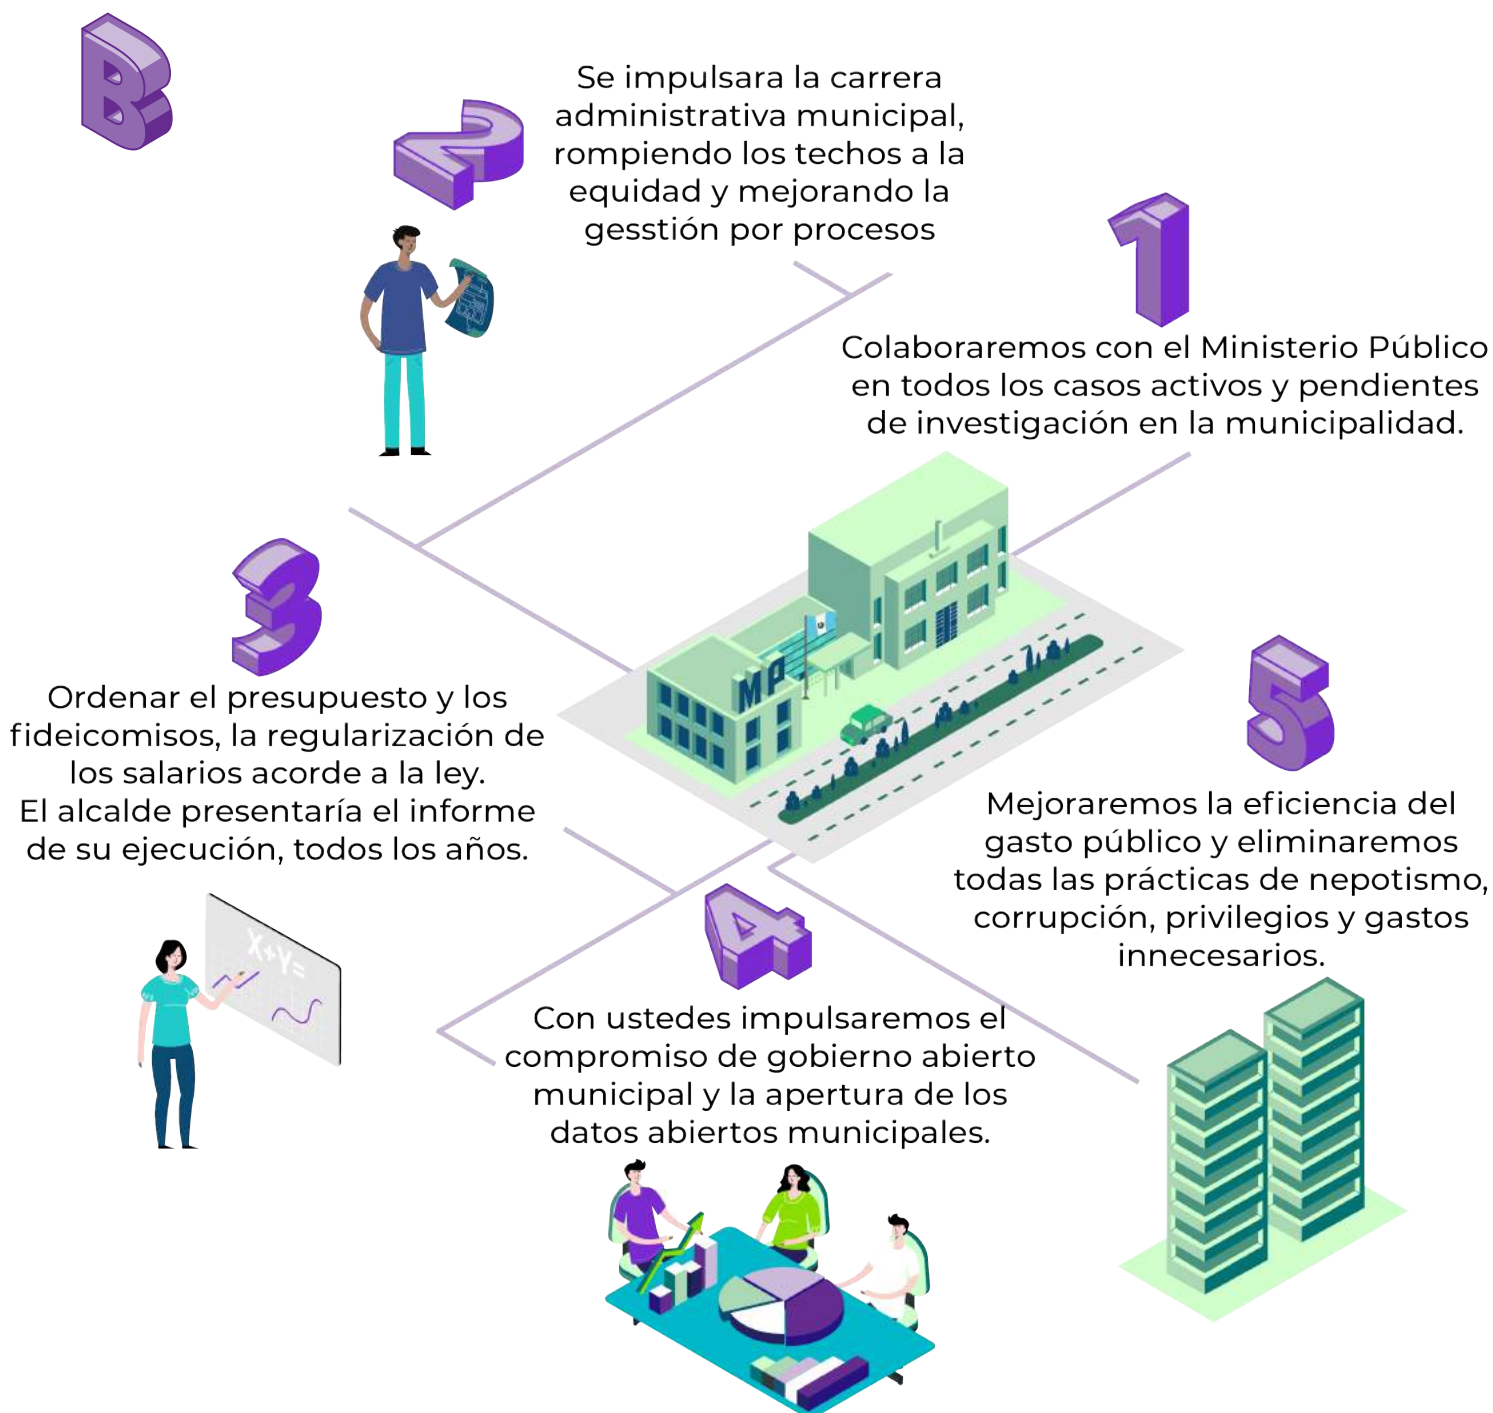 B
1
Colaboraremos con el Ministerio Público
en todos los casos activos y pendientes
de investigación en la municipalidad.
2
Se impulsara la carrera
administrativa municipal,
rompiendo los techos a la
equidad y mejorando la
gesstión por procesos
3
Ordenar el presupuesto y los
fideicomisos, la regularización de
los salarios acorde a la ley.
El alcalde presentaría el informe
de su ejecución, todos los años.
X+Y=
MP
4
Con ustedes impulsaremos el
compromiso de gobierno abierto
municipal y la apertura de los
datos abiertos municipales.
5
Mejoraremos la eficiencia del
gasto público y eliminaremos
todas las prácticas de nepotismo,
corrupción, privilegios y gastos
innecesarios.